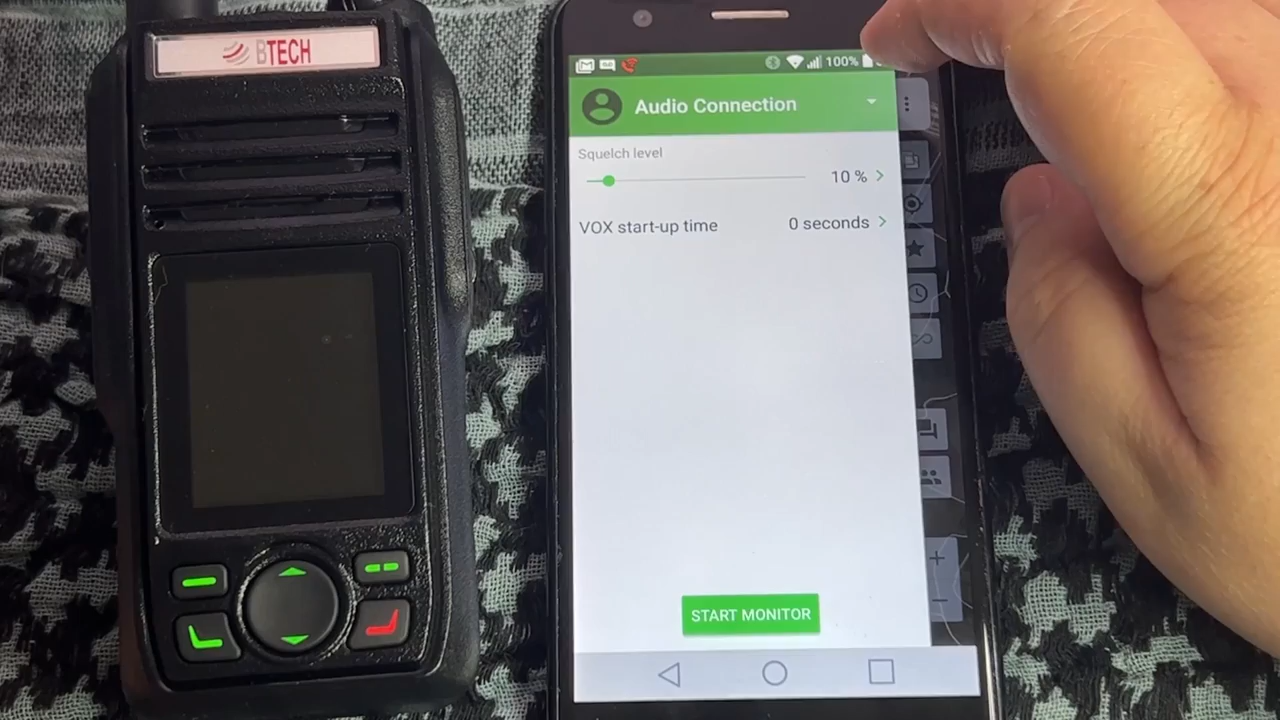 BTECH
100%
Audio Connection
Squelch level
10 %
VOX start-up time
0 seconds
START MONITOR